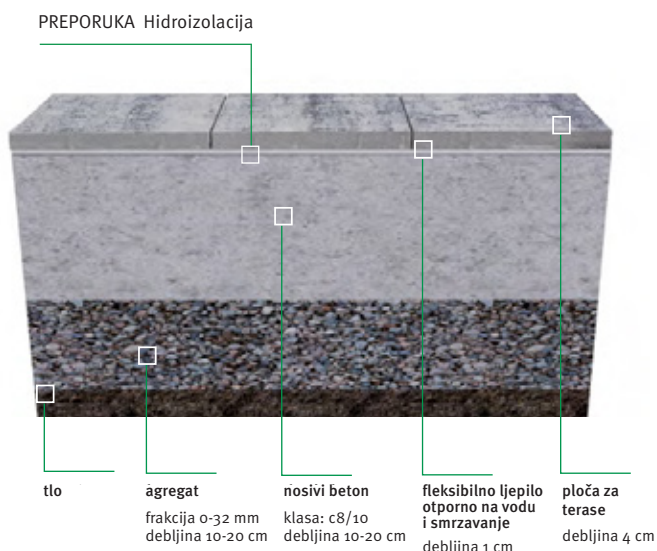 PREPORUKA Hidroizolacija
tlo
agregat
frakcija 0-32 mm
debljina 10-20 cm
nosivi beton
klasa: c8/10
debljina 10-20 cm
fleksibilno ljepilo
otporno na vodu
i smrzavanje
debljina 1 cm
ploča za
terase
debljina 4 cm